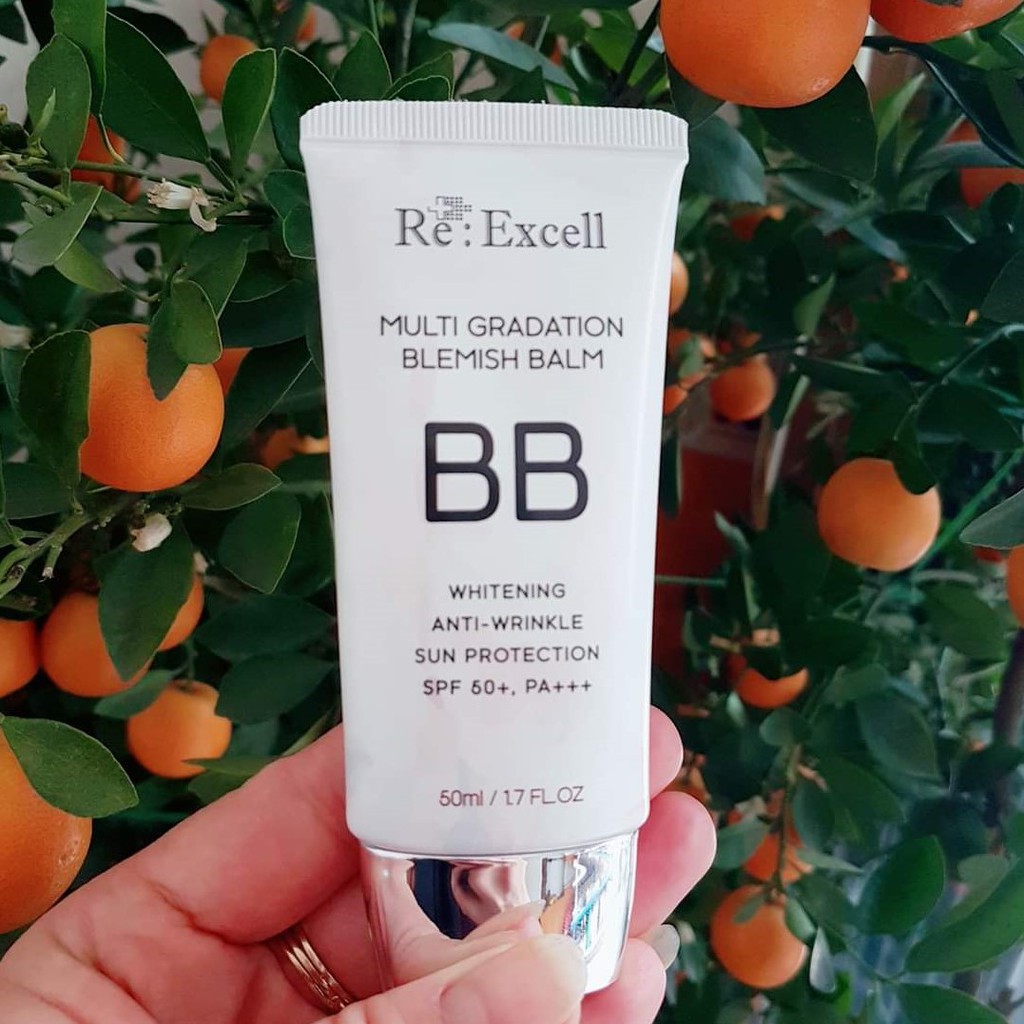 Re:Excell
MULTI GRADATION
BLEMISH BALM
BB
WHITENING
ANTI-WRINKLE
SUN PROTECTION
SPF 50+, PA+++
50ml / 1.7 FL.OZ